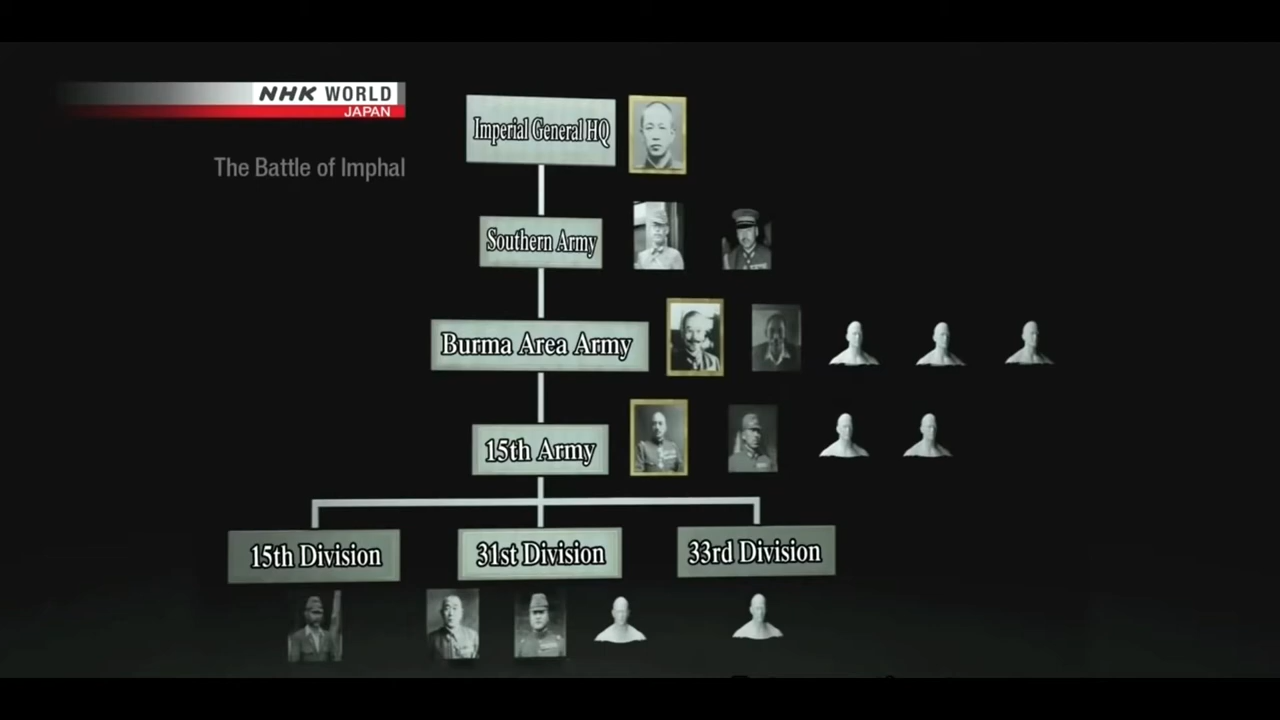 NHK WORLD
JAPAN
The Battle of Imphal
Imperial General HQ
Southern Army
Burma Area Army
15th Army
15th Division
31st Division
33rd Division